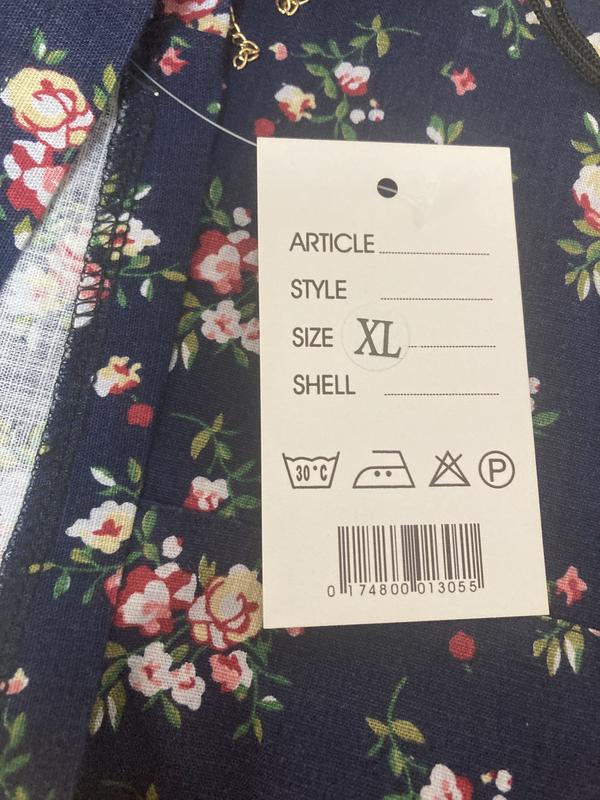 ARTICLE
STYLE
SIZE XL
SHELL
30°C P
0 174800 013055